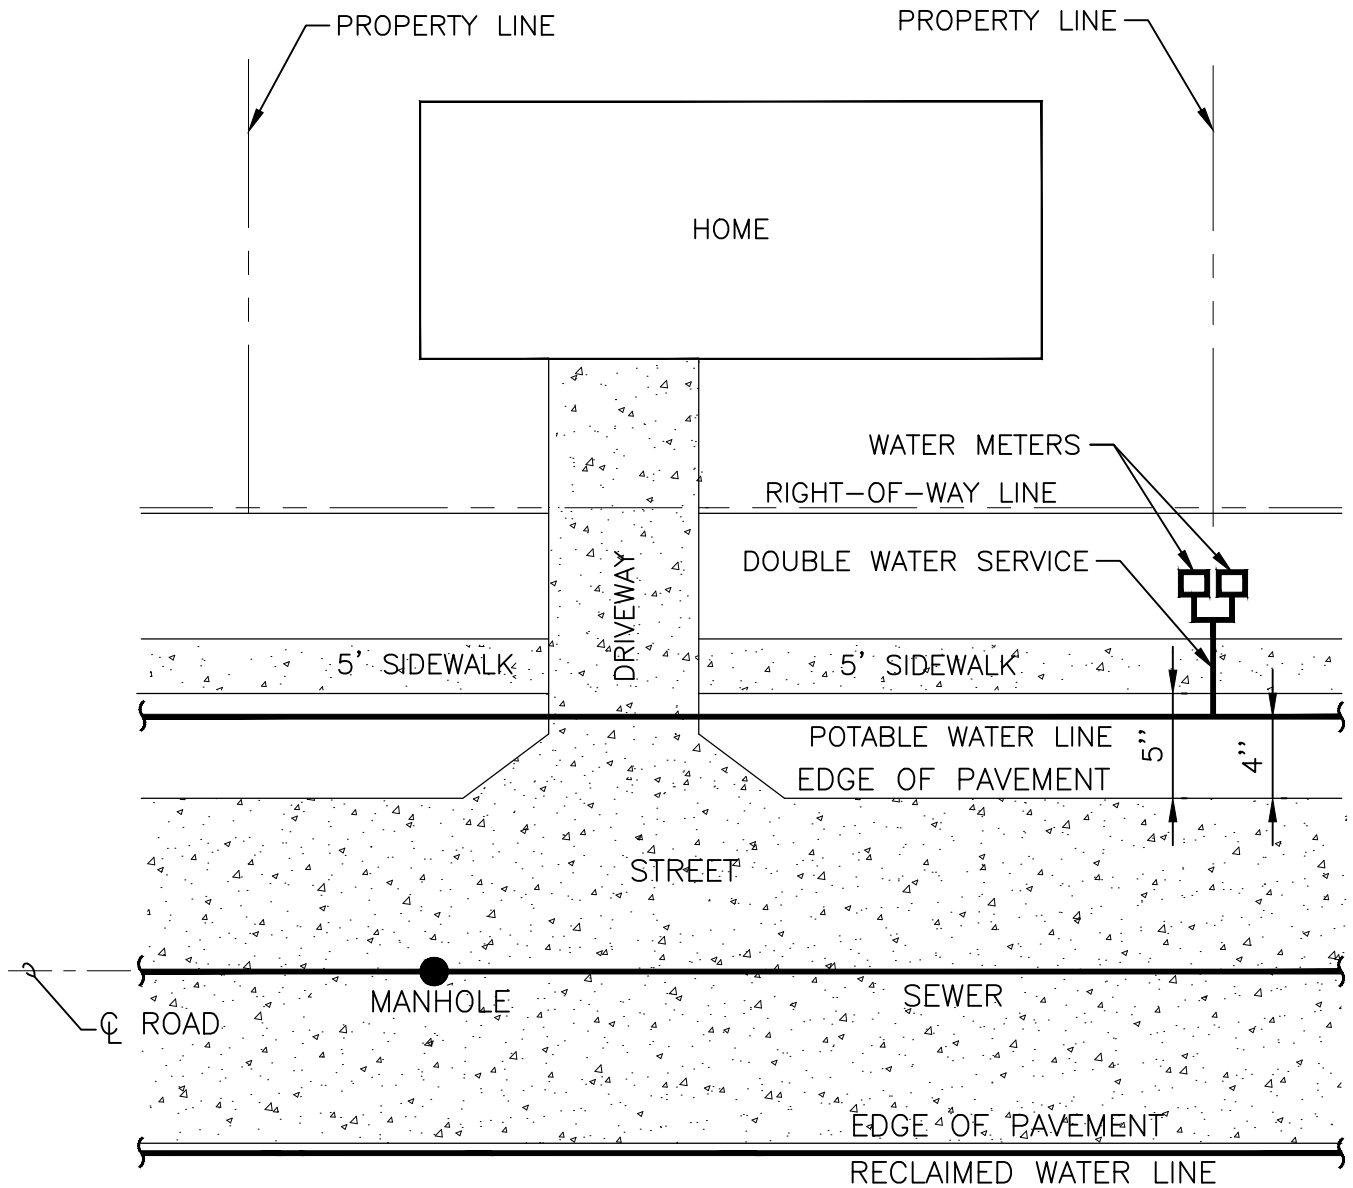 PROPERTY LINE
PROPERTY LINE
HOME
WATER METERS
RIGHT-OF-WAY LINE
DOUBLE WATER SERVICE
DRIVEWAY
5' SIDEWALK
5' SIDEWALK
POTABLE WATER LINE
5"
4"
EDGE OF PAVEMENT
STREET
MANHOLE
SEWER
℄ ROAD
EDGE OF PAVEMENT
RECLAIMED WATER LINE